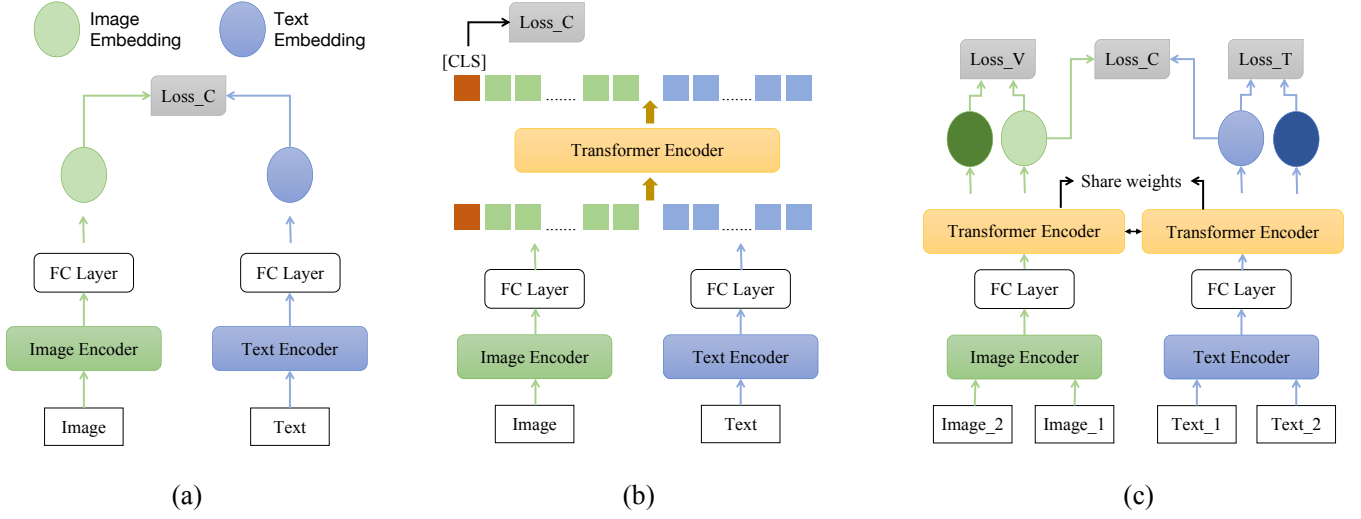 Image
Embedding
Text
Embedding
Loss_C
FC Layer
FC Layer
Image Encoder
Text Encoder
Image
Text
(a)
Loss_C
[CLS]
.......
.......
Transformer Encoder
.......
.......
FC Layer
FC Layer
Image Encoder
Text Encoder
Image
Text
(b)
Loss_V
Loss_C
Loss_T
Share weights
Transformer Encoder
Transformer Encoder
FC Layer
FC Layer
Image Encoder
Text Encoder
Image_2
Image_1
Text_1
Text_2
(c)